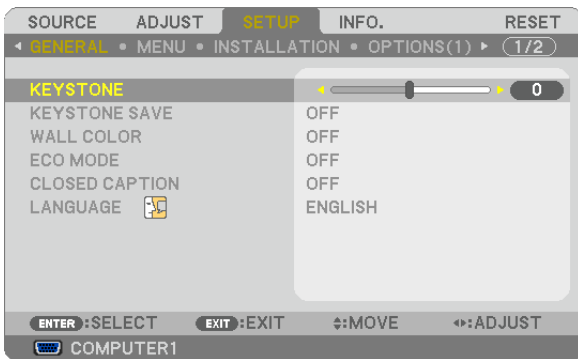 SOURCE ADJUST SETUP INFO. RESET
GENERAL • MENU • INSTALLATION • OPTIONS(1) 1/2
KEYSTONE 0
KEYSTONE SAVE OFF
WALL COLOR OFF
ECO MODE OFF
CLOSED CAPTION OFF
LANGUAGE ENGLISH
ENTER :SELECT EXIT :EXIT :MOVE :ADJUST
COMPUTER1